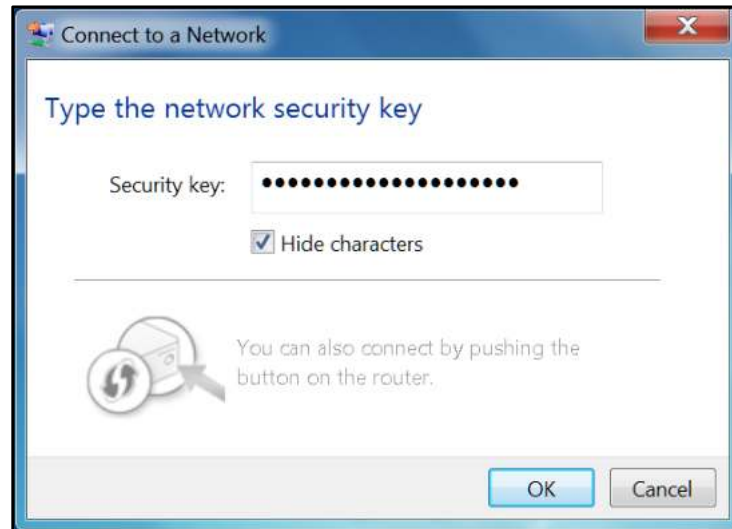 Connect to a Network
X
Type the network security key
Security key: ••••••••••••••••••••
Hide characters
You can also connect by pushing the
button on the router.
OK Cancel